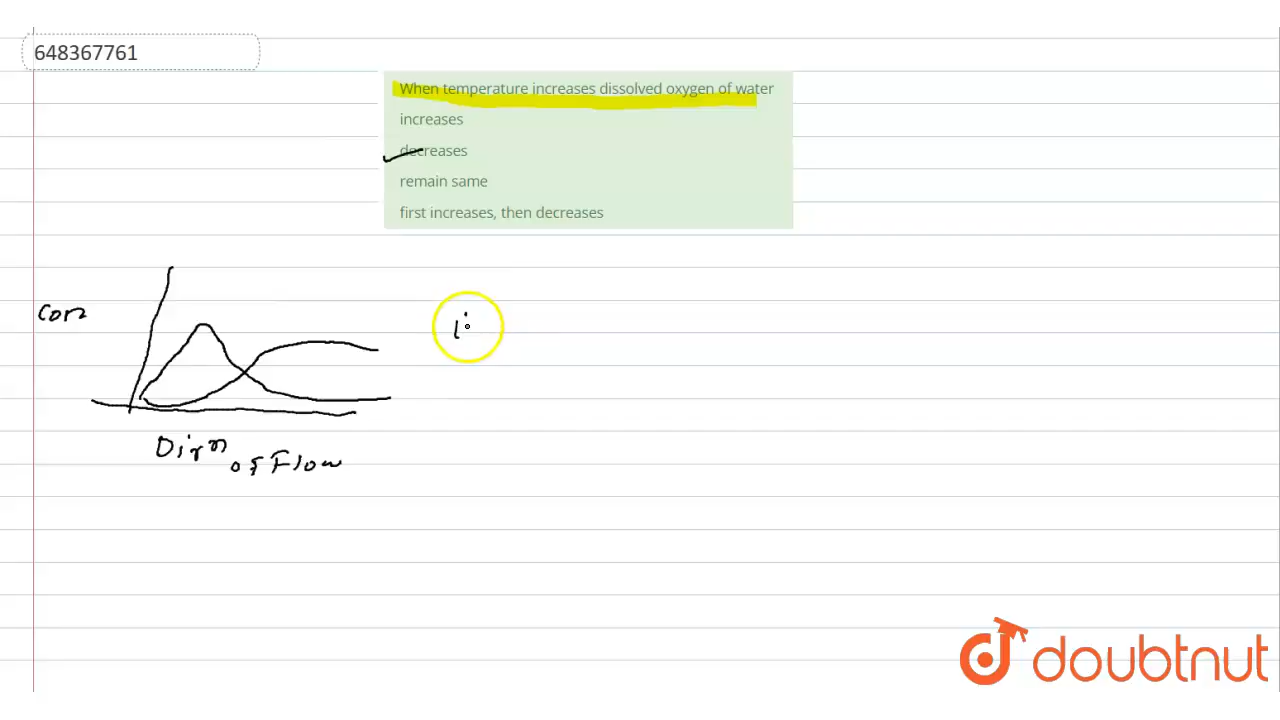 648367761
When temperature increases dissolved oxygen of water
increases
decreases
remain same
first increases, then decreases
Dirn
of Flow
doubtnut